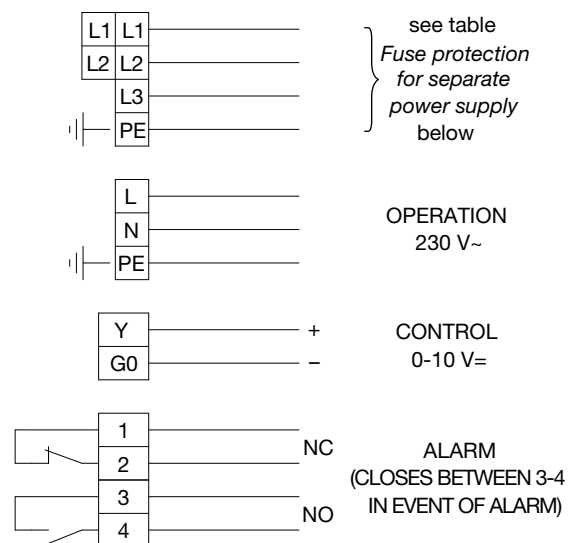 L1 L1
L2 L2
L3
PE
see table
Fuse protection
for separate
power supply
below
L
N
PE
OPERATION
230 V~
Y +
G0 –
CONTROL
0-10 V=
1
2
NC
3
4
NO
ALARM
(CLOSES BETWEEN 3-4
IN EVENT OF ALARM)